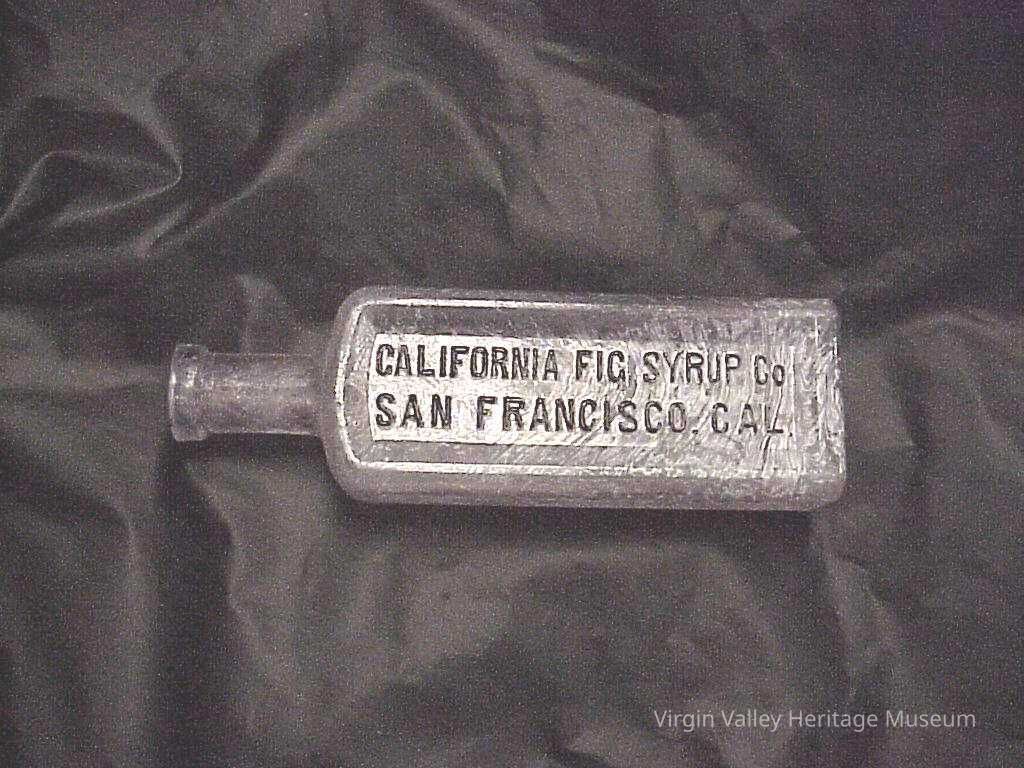 CALIFORNIA FIG SYRUP Co
SAN FRANCISCO, CAL.
Virgin Valley Heritage Museum